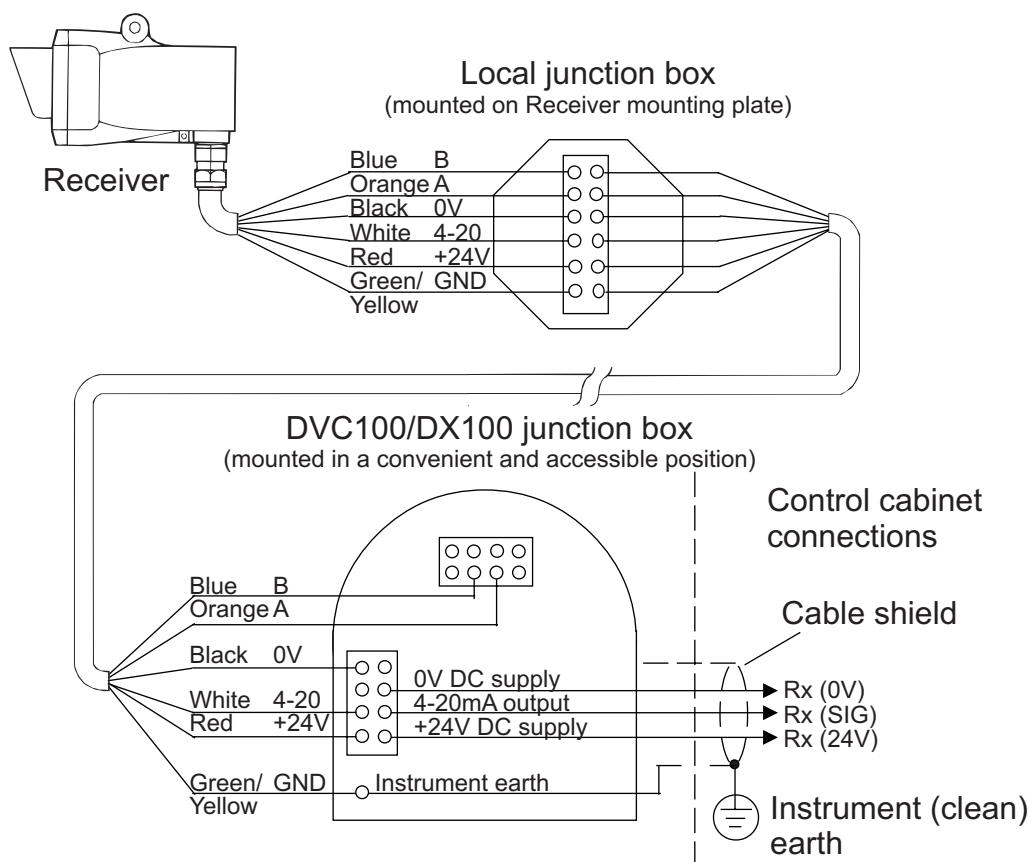 Local junction box
(mounted on Receiver mounting plate)
Receiver
Blue B
Orange A
Black 0V
White 4-20
Red +24V
Green/ GND
Yellow
DVC100/DX100 junction box
(mounted in a convenient and accessible position)
Control cabinet
connections
Blue B
Orange A
Cable shield
Black 0V
0V DC supply
Rx (0V)
White 4-20
4-20mA output
Rx (SIG)
Red +24V
+24V DC supply
Rx (24V)
Green/ GND
Yellow
Instrument earth
Instrument (clean)
earth